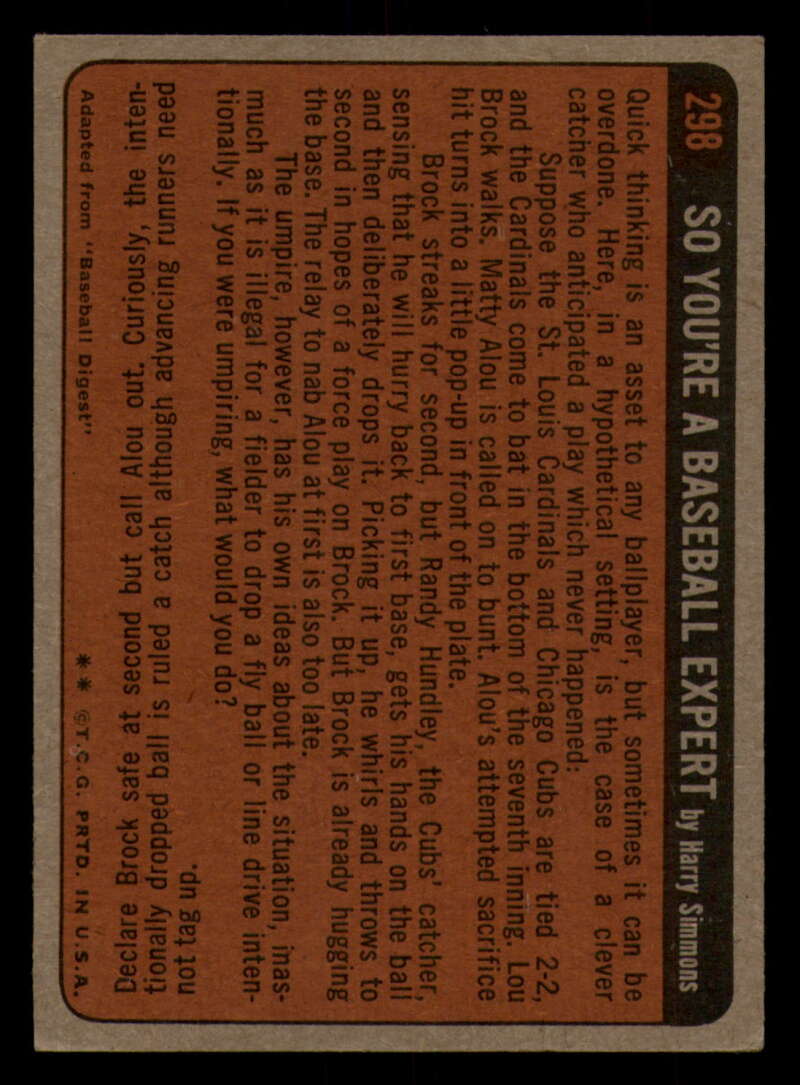 298 SO YOU'RE A BASEBALL EXPERT by Harry Simmons
Quick thinking is an asset to any ballplayer, but sometimes it can be
overdone. Here, in a hypothetical setting, is the case of a clever
catcher who anticipated a play which never happened:
Suppose the St. Louis Cardinals and Chicago Cubs are tied 2-2,
and the Cardinals come to bat in the bottom of the seventh inning. Lou
Brock walks. Matty Alou is called on to bunt. Alou's attempted sacrifice
hit turns into a little pop-up in front of the plate.
Brock streaks for second, but Randy Hundley, the Cubs' catcher,
sensing that he will hurry back to first base, gets his hands on the ball
and then deliberately drops it. Picking it up, he whirls and throws to
second in hopes of a force play on Brock. But Brock is already hugging
the base. The relay to nab Alou at first is also too late.
The umpire, however, has his own ideas about the situation, inas-
much as it is illegal for a fielder to drop a fly ball or line drive inten-
tionally. If you were umpiring, what would you do?
Declare Brock safe at second but call Alou out. Curiously, the inten-
tionally dropped ball is ruled a catch although advancing runners need
not tag up.
Adapted from "Baseball Digest" ** ©T.C.G. PRTD. IN U.S.A.